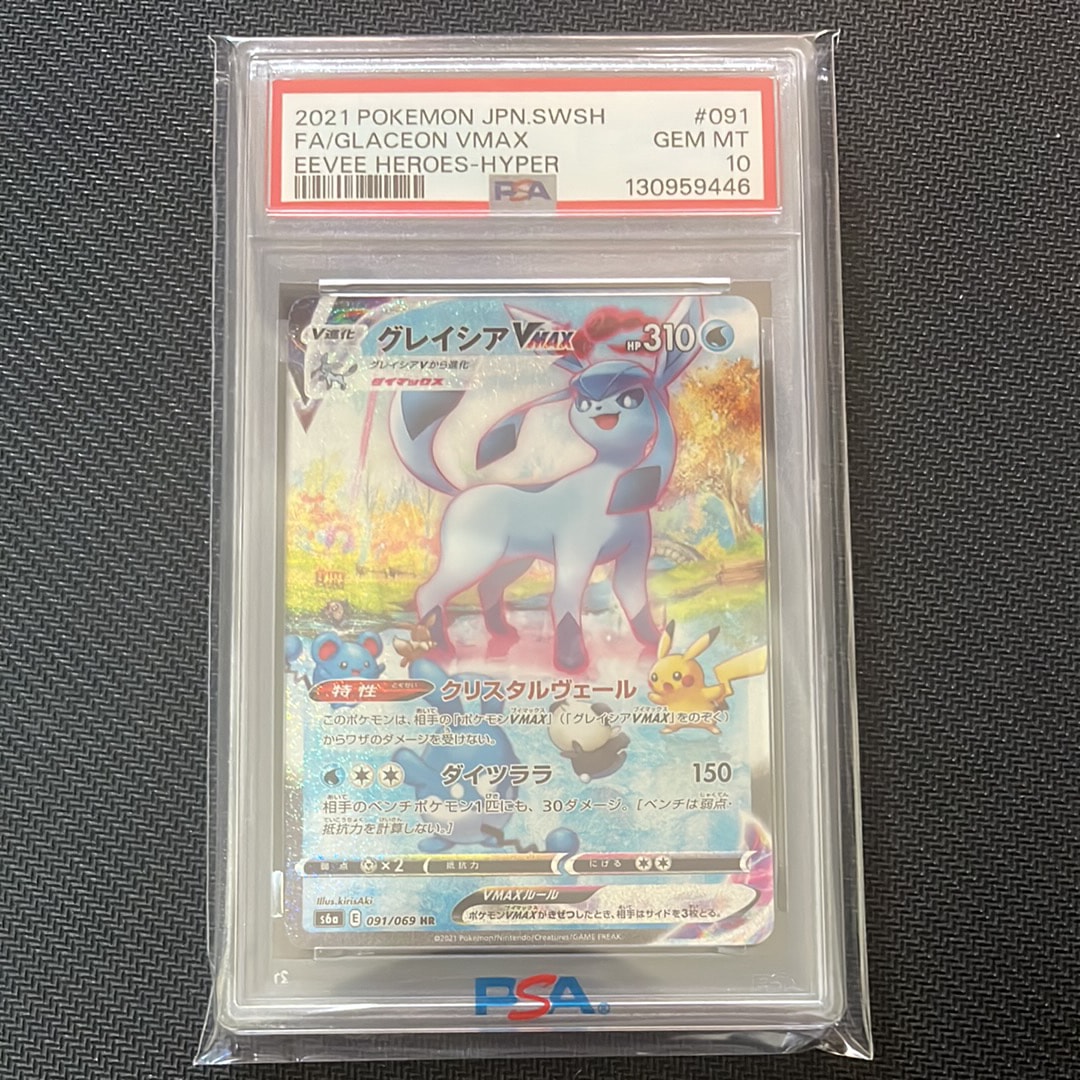 2021 POKEMON JPN.SWSH #091
FA/GLACEON VMAX GEM MT
EEVEE HEROES-HYPER 10
PSA 130959446
V進化 グレイシアVMAX HP310
グレイシアVから進化
ダイマックス
特性 とくせい クリスタルヴェール
このポケモンは、相手の「ポケモンVMAX」(「グレイシアVMAX」をのぞく)
からワザのダメージを受けない。
ダイツララ 150
相手のベンチポケモン1匹にも、30ダメージ。[ベンチは弱点・
抵抗力を計算しない。]
弱点 ×2 抵抗力 にげる
Illus.kirisAki
VMAXルール
s6a E 091/069 HR ポケモンVMAXがきぜつしたとき、相手はサイドを3枚とる。
©2021 Pokémon/Nintendo/Creatures/GAME FREAK.
PSA®